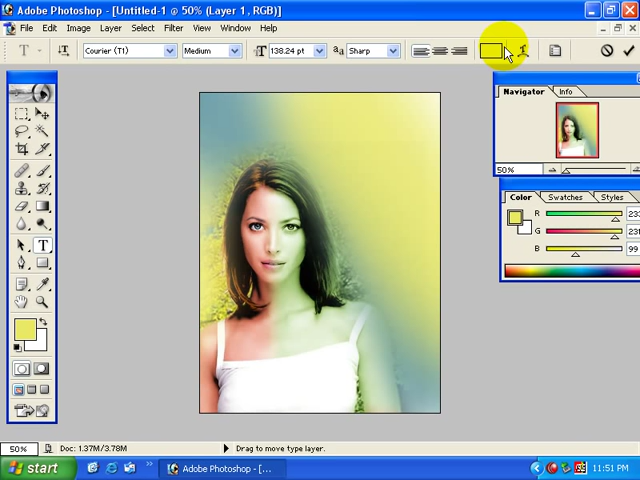 Adobe Photoshop - [Untitled-1 @ 50% (Layer 1, RGB)]
File Edit Image Layer Select Filter View Window Help
T Courier (T1) Medium T 138.24 pt aa Sharp
Navigator Info
50%
Color Swatches Styles
R
G 231
B 99
T
50% Doc: 1.37M/3.78M Drag to move type layer.
start Adobe Photoshop - [... 11:51 PM